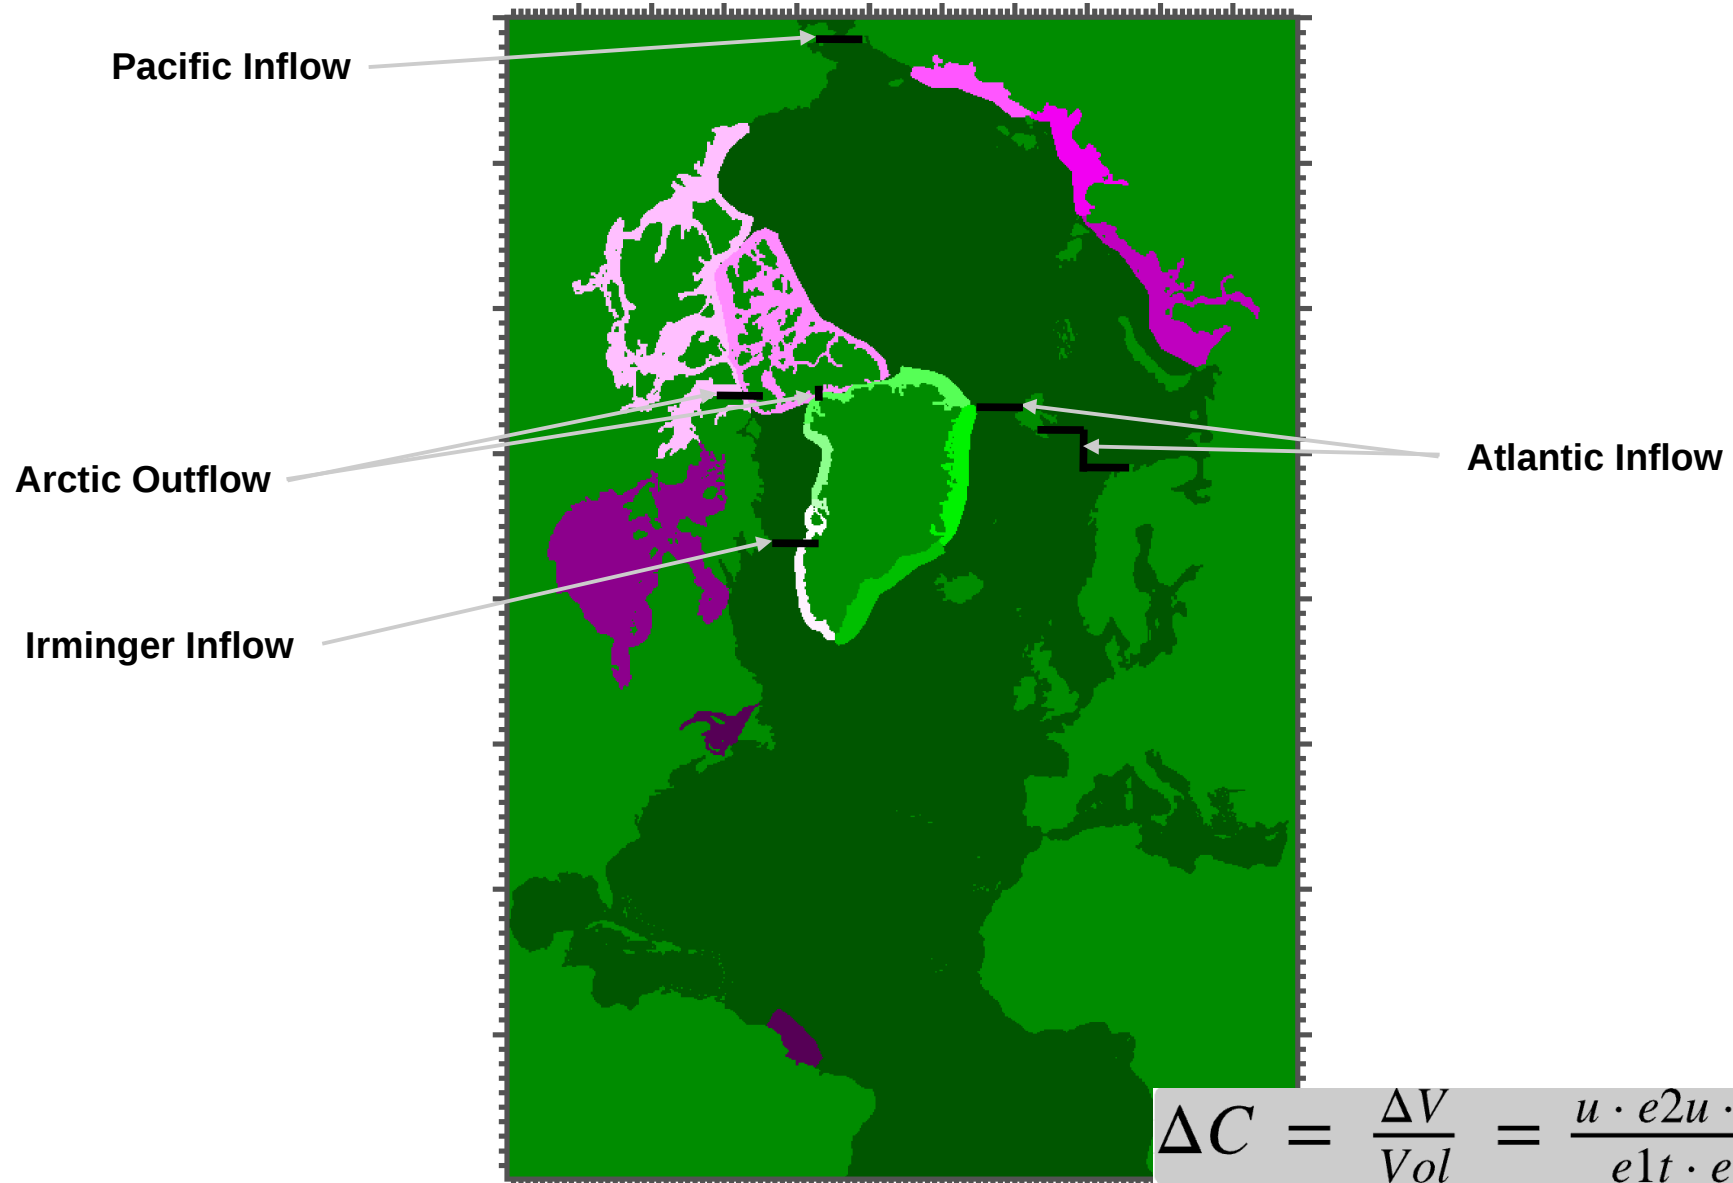 Pacific Inflow
Arctic Outflow
Atlantic Inflow
Irminger Inflow
ΔC = ΔV / Vol = u · e2u · / e1t · e